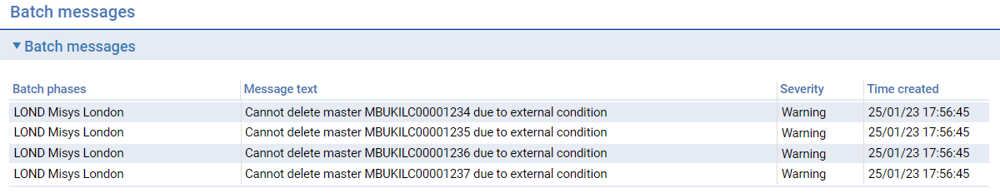 Batch messages
Batch messages
Batch phases Message text Severity Time created
LOND Misys London Cannot delete master MBUKILC00001234 due to external condition Warning 25/01/23 17:56:45
LOND Misys London Cannot delete master MBUKILC00001235 due to external condition Warning 25/01/23 17:56:45
LOND Misys London Cannot delete master MBUKILC00001236 due to external condition Warning 25/01/23 17:56:45
LOND Misys London Cannot delete master MBUKILC00001237 due to external condition Warning 25/01/23 17:56:45